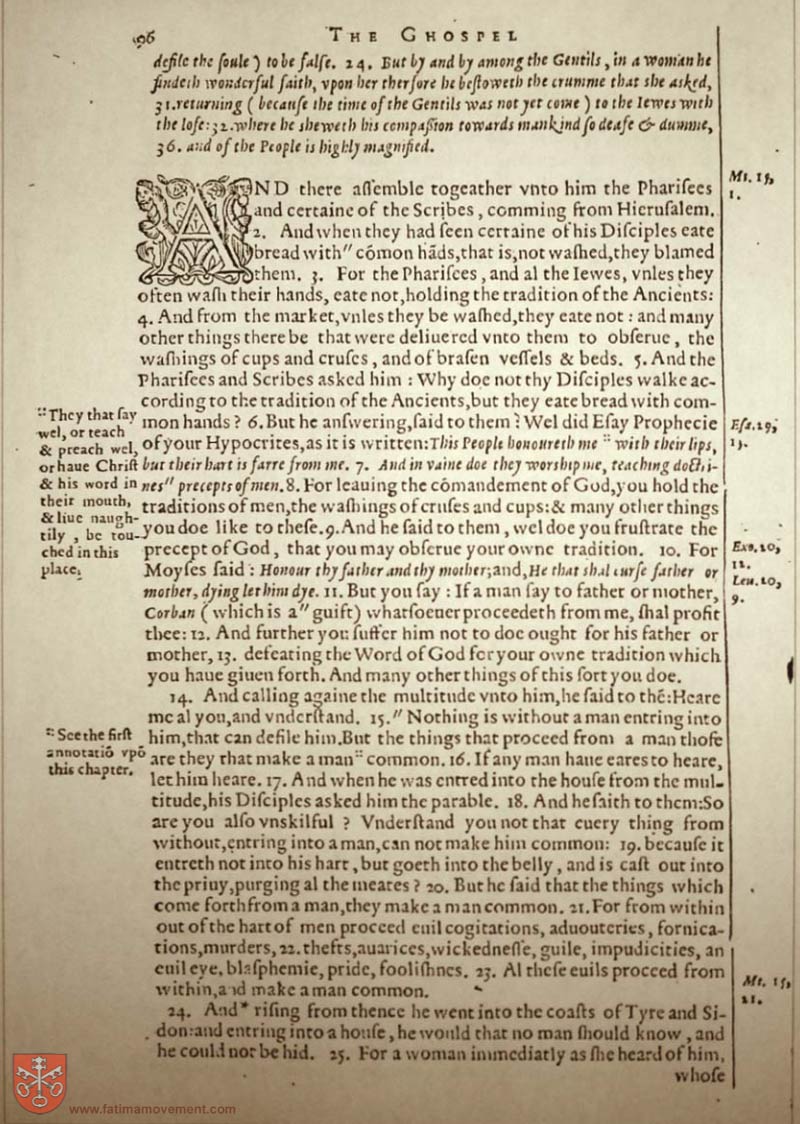 96 THE GHOSPEL
defile the ſoule) to be falſe. 24. But by and by among the Gentils, in a woman he
findeth wonderful faith, vpon her therfore he beſtoweth the crumme that she asked,
31. returning (becauſe the time of the Gentils was not yet come) to the Iewes with
the loſe: 32. where he sheweth his compaſsion towards mankind ſo deafe & dumme,
36. and of the People is highly magnified.
AND there aſſemble togeather vnto him the Phariſees
and certaine of the Scribes, comming from Hieruſalem.
2. And when they had ſeen certaine of his Diſciples eate
bread with" cõmon hãds, that is, not waſhed, they blamed
them. 3. For the Phariſees, and al the Iewes, vnles they
often waſh their hands, eate not, holding the tradition of the Ancients:
4. And from the market, vnles they be waſhed, they eate not: and many
other things there be that were deliuered vnto them to obſerue, the
waſhings of cups and cruſes, and of braſen veſſels & beds. 5. And the
Phariſees and Scribes asked him: Why doe not thy Diſciples walke ac-
cording to the tradition of the Ancients, but they eate bread with com-
mon hands? 6. But he anſwering, ſaid to them: Wel did Eſay Prophecie
of your Hypocrites, as it is written: This People honoureth me :: with their lips,
but their hart is farre from me. 7. And in vaine doe they worship me, teaching doctri-
nes" precepts of men. 8. For leauing the cõmandement of God, you hold the
traditions of men, the waſhings of cruſes and cups: & many other things
you doe like to theſe. 9. And he ſaid to them, wel doe you fruſtrate the
precept of God, that you may obſerue your owne tradition. 10. For
Moyſes ſaid: Honour thy father and thy mother; and, He that shal curſe father or
mother, dying let him dye. 11. But you ſay: If a man ſay to father or mother,
Corban (which is a" guift) whatſoeuer proceedeth from me, ſhal profit
thee: 12. And further you ſuffer him not to doe ought for his father or
mother, 13. defeating the Word of God for your owne tradition which
you haue giuen forth. And many other things of this ſort you doe.
14. And calling againe the multitude vnto him, he ſaid to thẽ: Heare
me al you, and vnderſtand. 15." Nothing is without a man entring into
him, that can defile him. But the things that proceed from a man thoſe
are they that make a man :: common. 16. If any man haue eares to heare,
let him heare. 17. And when he was entred into the houſe from the mul-
titude, his Diſciples asked him the parable. 18. And he ſaith to them: So
are you alſo vnskilful? Vnderſtand you not that euery thing from
without, entring into a man, can not make him common: 19. becauſe it
entreth not into his hart, but goeth into the belly, and is caſt out into
the priuy, purging al the meates? 20. But he ſaid that the things which
come forth from a man, they make a man common. 21. For from within
out of the hart of men proceed euil cogitations, aduouteries, fornica-
tions, murders, 22. thefts, auarices, wickedneſſe, guile, impudicities, an
euil eye, blaſphemie, pride, fooliſhnes. 23. Al theſe euils proceed from
within, and make a man common.
24. And* riſing from thence he went into the coaſts of Tyre and Si-
don: and entring into a houſe, he would that no man ſhould know, and
he could not be hid. 25. For a woman immediatly as ſhe heard of him,
whoſe
:: They that ſay
wel, or teach
& preach wel,
or haue Chriſt
& his word in
their mouth,
& liue naugh-
tily, be tou-
ched in this
place.
:: See the firſt
annotatiõ vpõ
this chapter.
Mt. 15,
1.
Eſa. 29,
13.
Exo. 20,
12.
Leu. 20,
9.
Mt. 15,
21.
www.fatimamovement.com